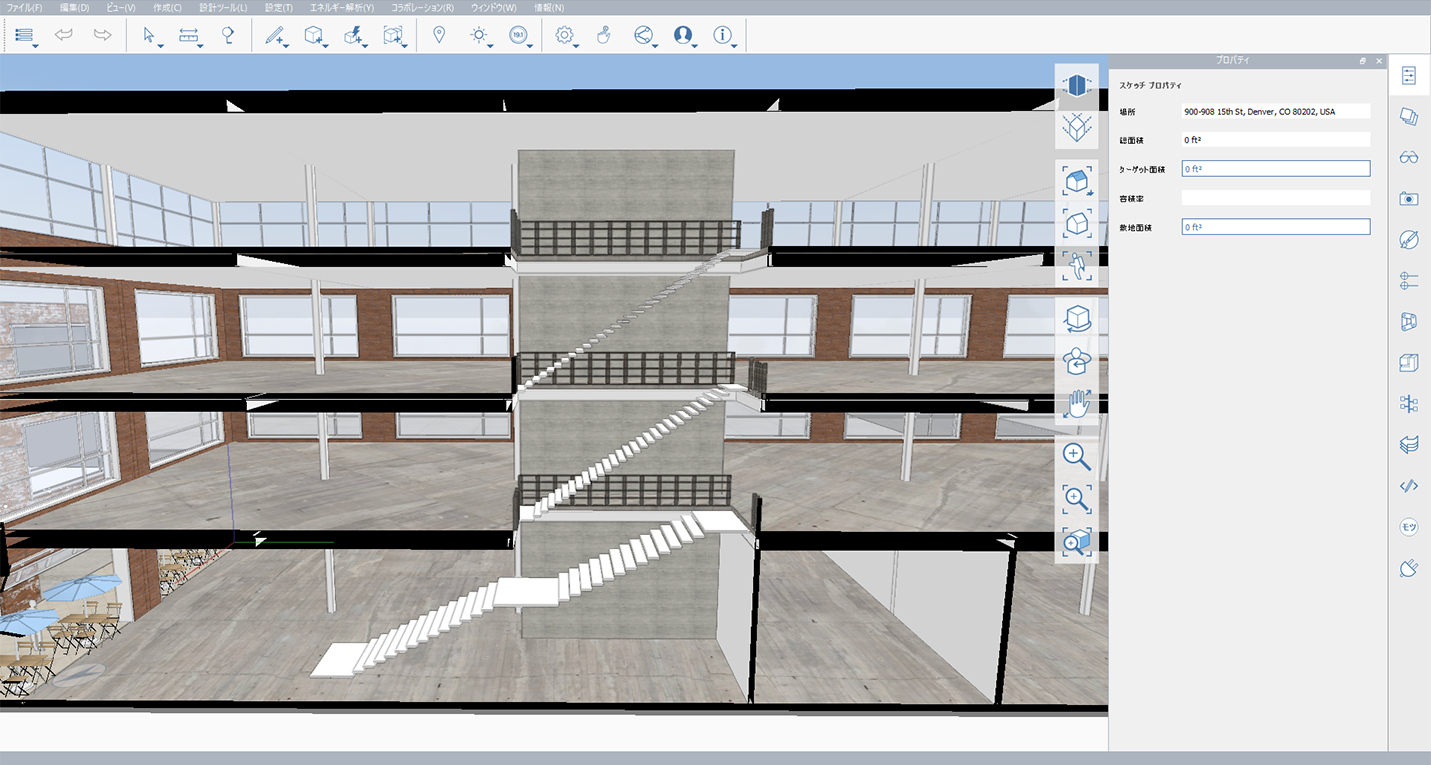 ファイル(F) 編集(D) ビュー(V) 作成(C) 設計ツール(L) 設定(T) エネルギー解析(Y) コラボレーション(R) ウィンドウ(W) 情報(N)
プロパティ
スケッチ プロパティ
場所 900-908 15th St, Denver, CO 80202, USA
総面積 0 ft²
ターゲット面積 0 ft²
容積率
敷地面積 0 ft²
モツ